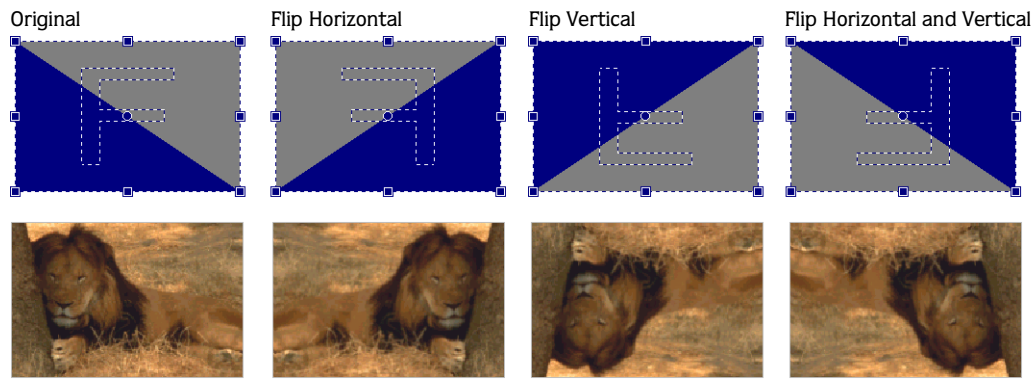 Original
Flip Horizontal
Flip Vertical
Flip Horizontal and Vertical
F
F
F
F